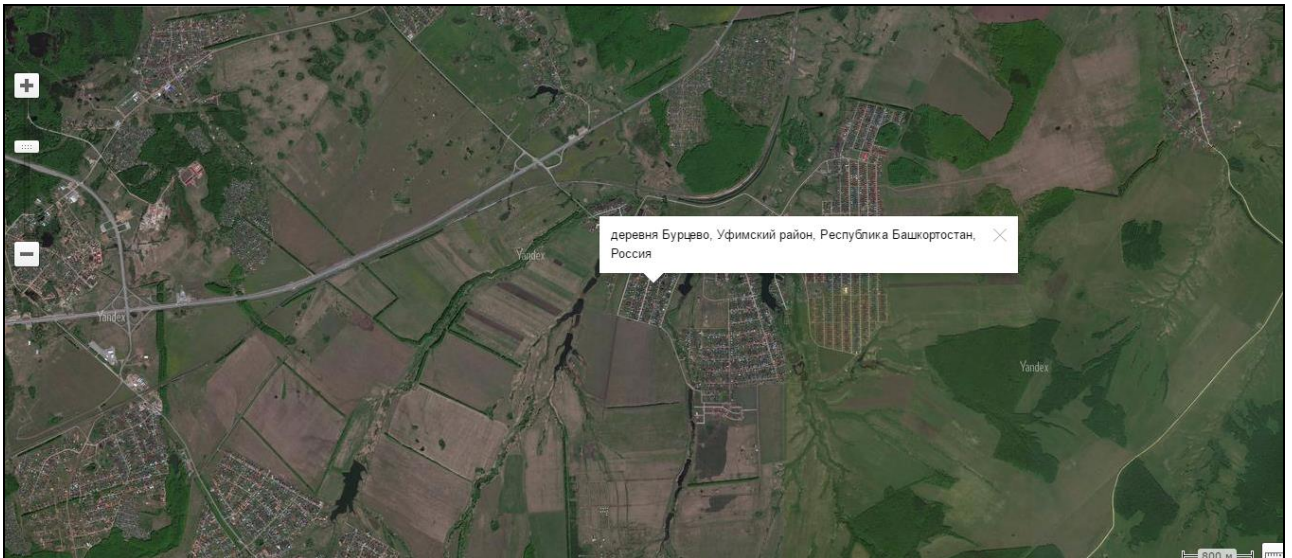 деревня Бурцево, Уфимский район, Республика Башкортостан,
Россия
Yandex
Yandex
Yandex
800 м